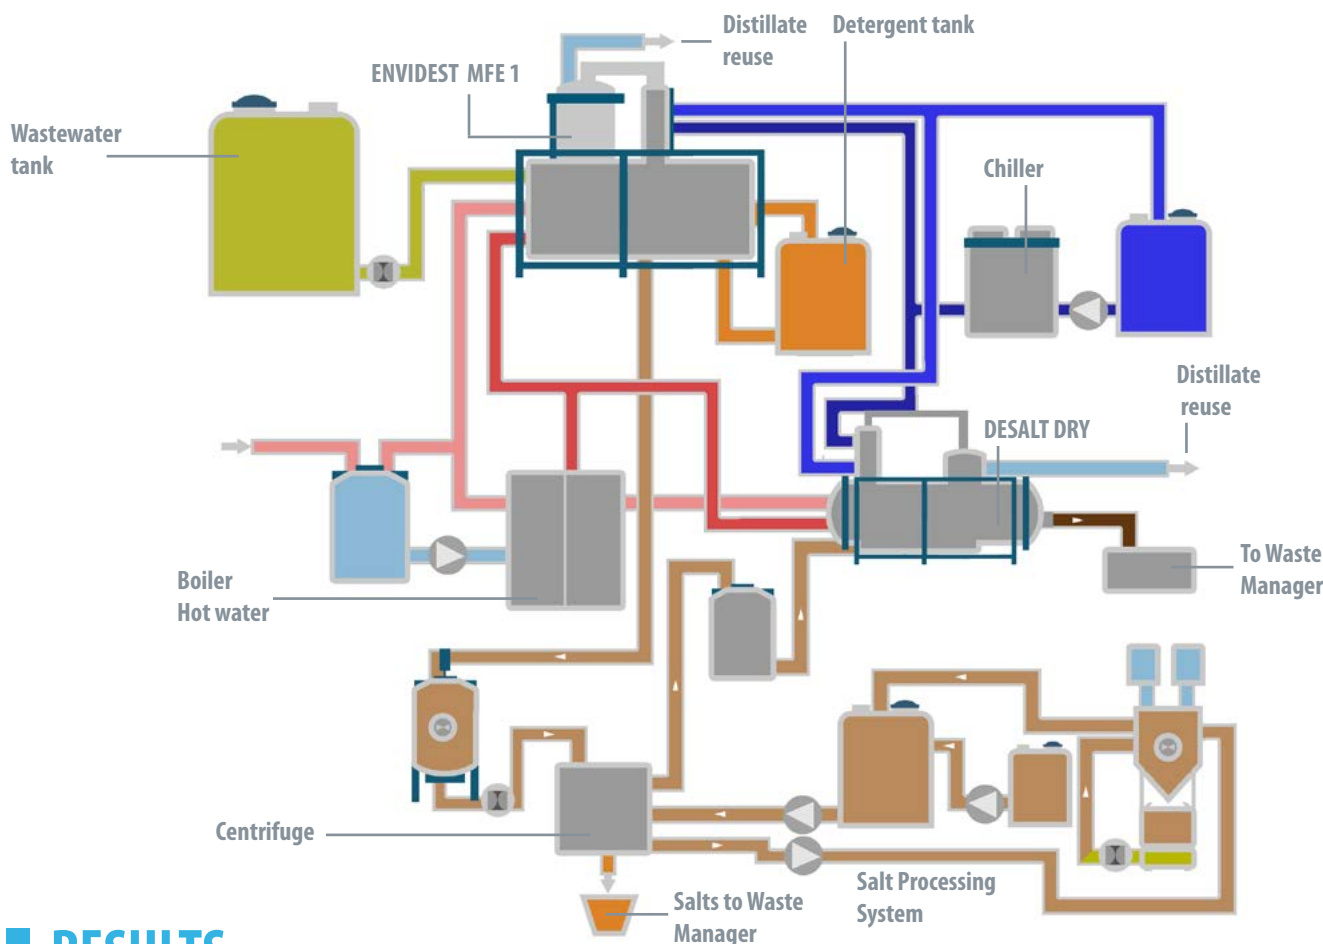 Distillate
reuse
Detergent tank
ENVIDEST MFE 1
Wastewater
tank
Chiller
Distillate
reuse
DESALT DRY
To Waste
Manager
Boiler
Hot water
Centrifuge
Salt Processing
System
Salts to Waste
Manager
RESULTS